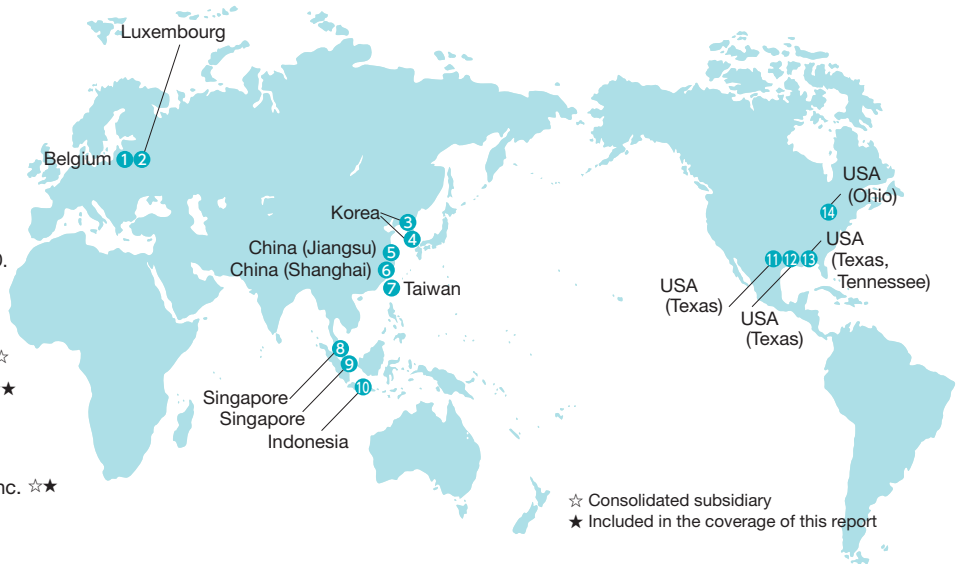 Luxembourg
Belgium 1 2
Korea 3
4
China (Jiangsu) 5
China (Shanghai) 6
7 Taiwan
8
9
10
Singapore
Singapore
Indonesia
USA
(Ohio)
14
11 12 13
USA
(Texas,
Tennessee)
USA
(Texas)
USA
(Texas)
☆
★
nc. ☆★
☆ Consolidated subsidiary
★ Included in the coverage of this report